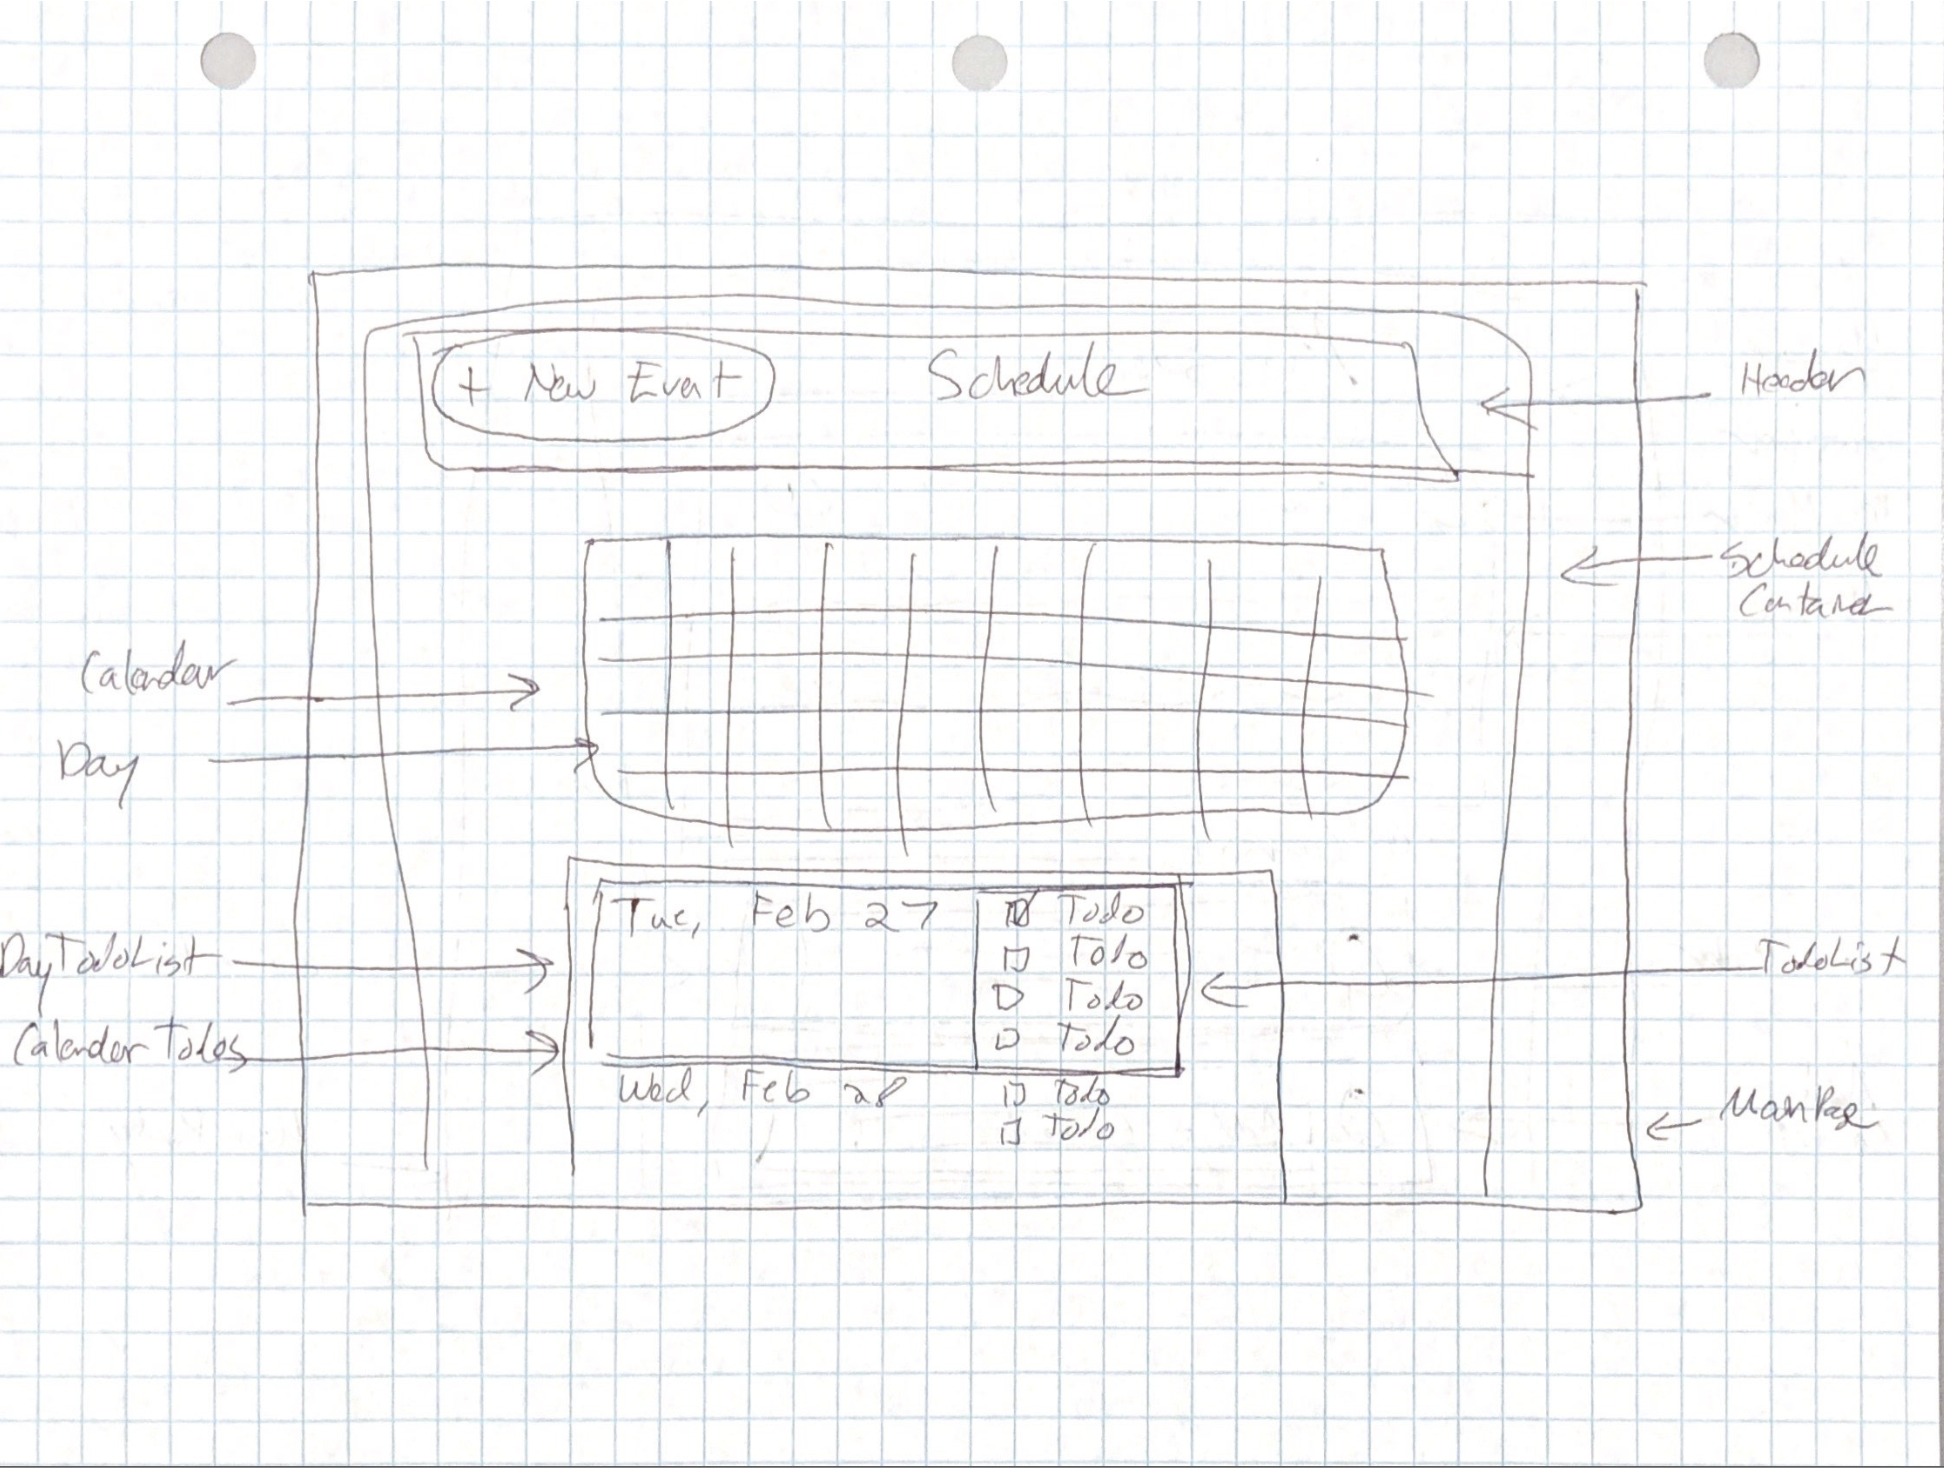 + New Event
Schedule
Header
Schedule
Container
Calendar
Day
Tue, Feb 27
Todo
Todo
Todo
Todo
DayTodoList
TodoList
Calendar Todos
Wed, Feb 28
Todo
Todo
MainPage